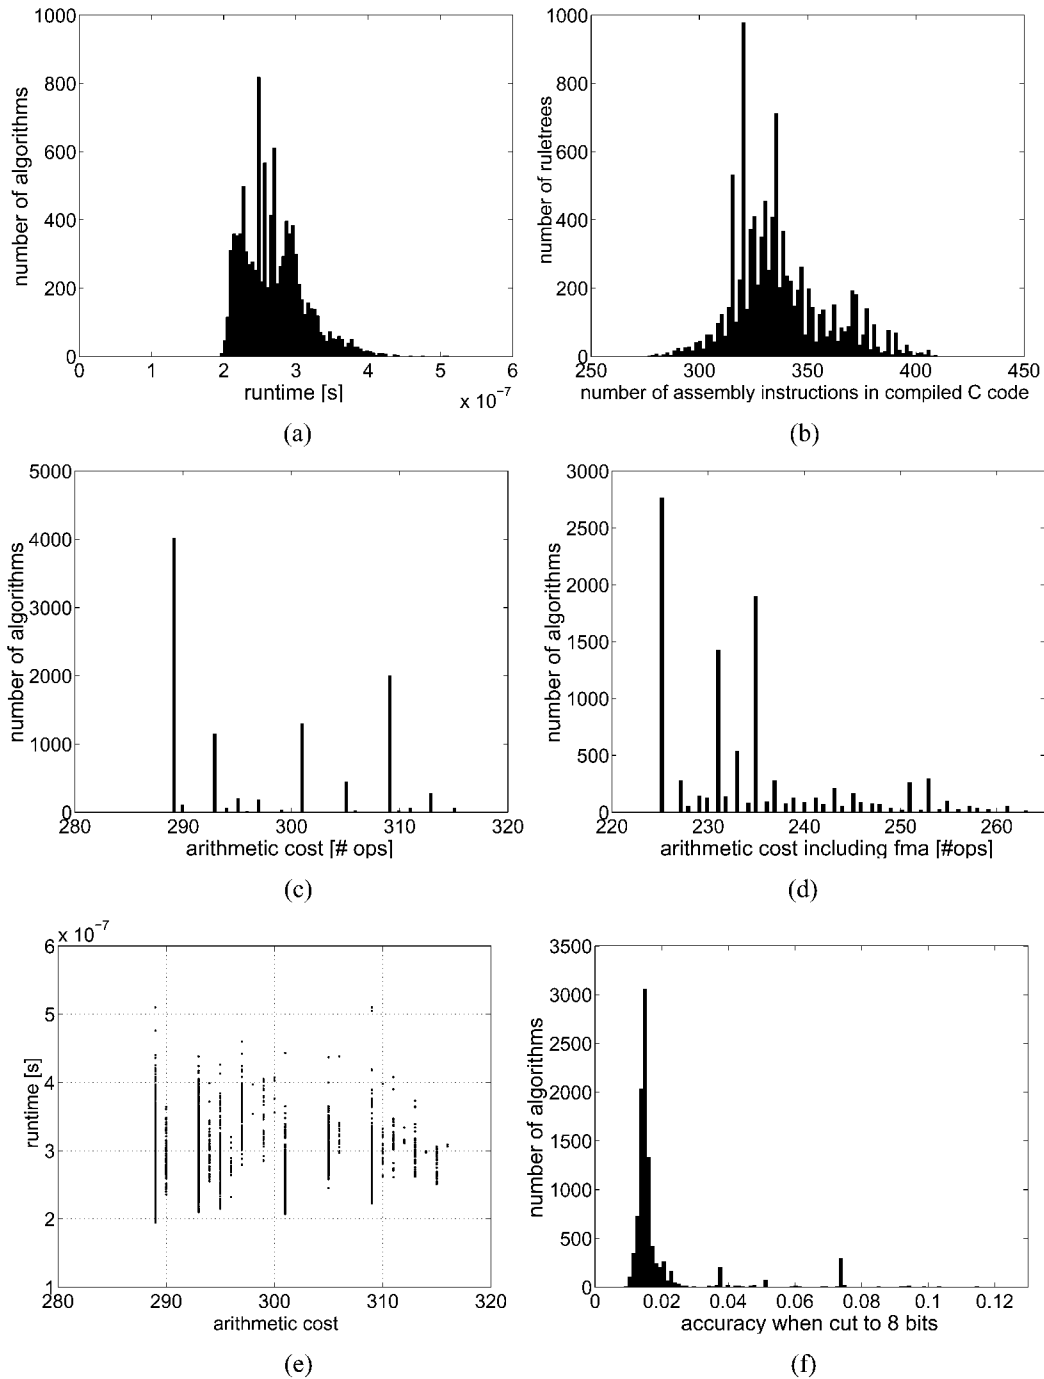 1000
800
600
400
200
0
number of algorithms
0 1 2 3 4 5 6
runtime [s]
x 10⁻⁷
(a)
1000
800
600
400
200
0
number of ruletrees
250 300 350 400 450
number of assembly instructions in compiled C code
(b)
5000
4000
3000
2000
1000
0
number of algorithms
280 290 300 310 320
arithmetic cost [# ops]
(c)
3000
2500
2000
1500
1000
500
0
number of algorithms
220 230 240 250 260
arithmetic cost including fma [#ops]
(d)
x 10⁻⁷
6
5
4
3
2
1
runtime [s]
280 290 300 310 320
arithmetic cost
(e)
3500
3000
2500
2000
1500
1000
500
0
number of algorithms
0 0.02 0.04 0.06 0.08 0.1 0.12
accuracy when cut to 8 bits
(f)